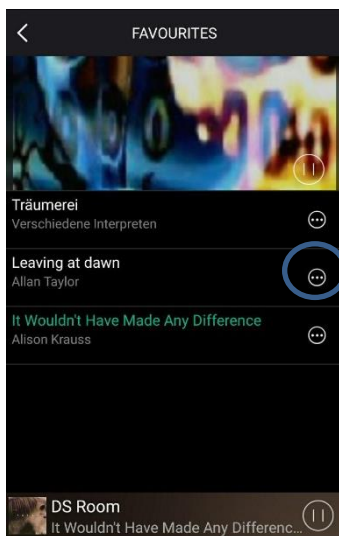 FAVOURITES
Träumerei
Verschiedene Interpreten
Leaving at dawn
Allan Taylor
It Wouldn't Have Made Any Difference
Alison Krauss
DS Room
It Wouldn't Have Made Any Differenc...